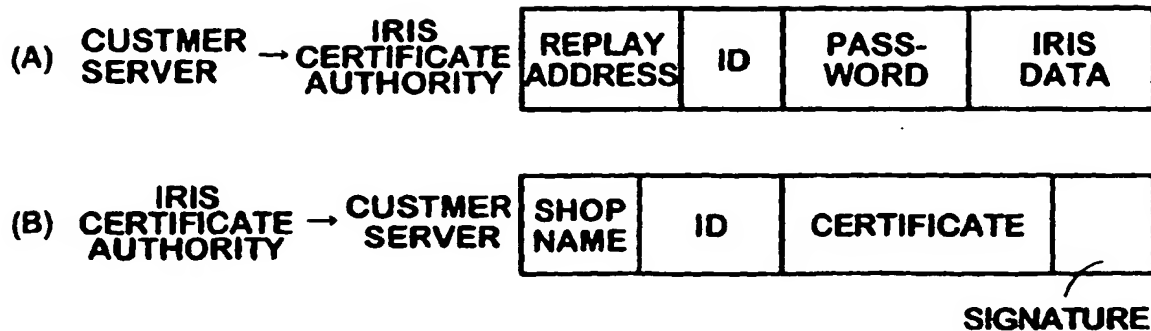 (A) CUSTMER SERVER → IRIS CERTIFICATE AUTHORITY
REPLAY ADDRESS
ID
PASS-WORD
IRIS DATA
(B) IRIS CERTIFICATE AUTHORITY → CUSTMER SERVER
SHOP NAME
ID
CERTIFICATE
SIGNATURE